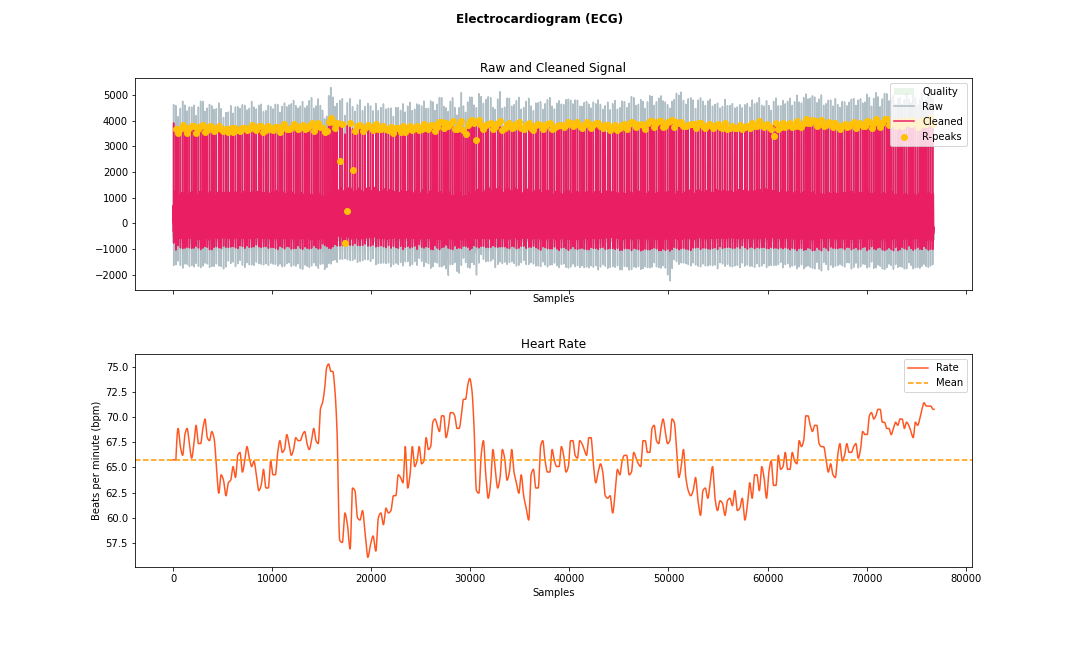 Electrocardiogram (ECG)
Raw and Cleaned Signal
5000
4000
3000
2000
1000
0
−1000
−2000
Quality
Raw
Cleaned
R-peaks
Samples
Heart Rate
Beats per minute (bpm)
75.0
72.5
70.0
67.5
65.0
62.5
60.0
57.5
Rate
Mean
0
10000
20000
30000
40000
50000
60000
70000
80000
Samples